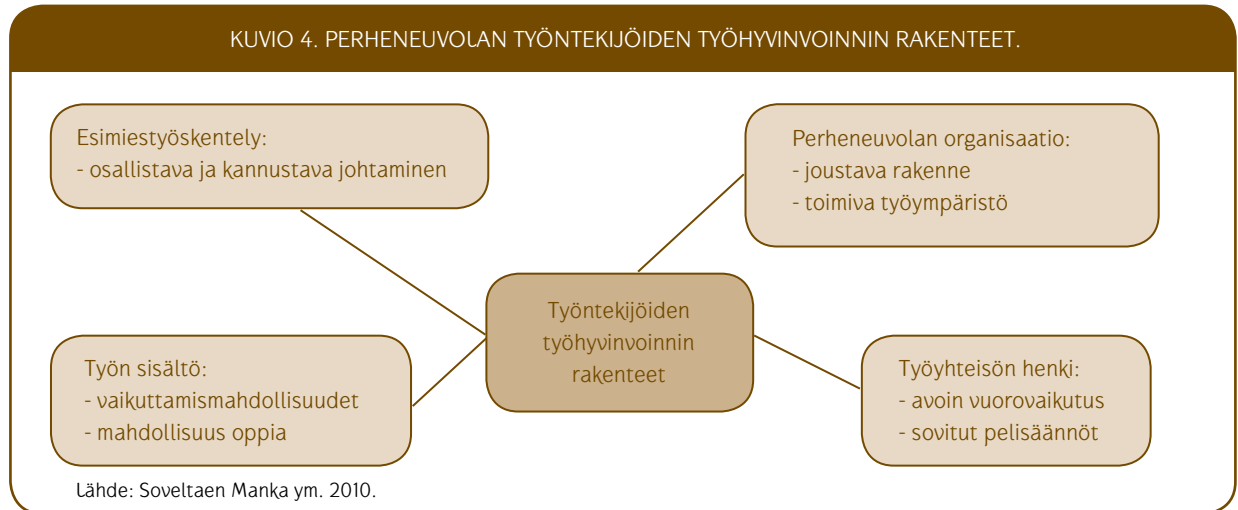 KUVIO 4. PERHENEUVOLAN TYÖNTEKIJÖIDEN TYÖHYVINVOINNIN RAKENTEET.
Esimiestyöskentely:
- osallistava ja kannustava johtaminen
Perheneuvolan organisaatio:
- joustava rakenne
- toimiva työympäristö
Työntekijöiden
työhyvinvoinnin
rakenteet
Työn sisältö:
- vaikuttamismahdollisuudet
- mahdollisuus oppia
Työyhteisön henki:
- avoin vuorovaikutus
- sovitut pelisäännöt
Lähde: Soveltaen Manka ym. 2010.